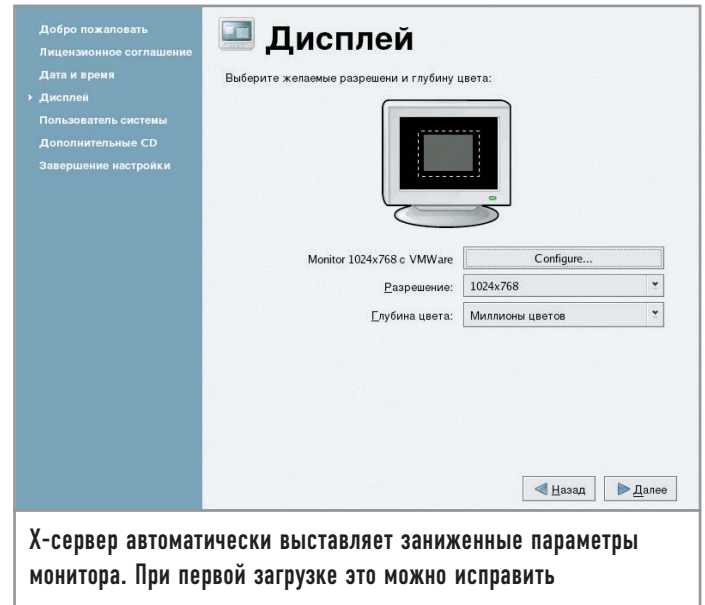 Добро пожаловать
Лицензионное соглашение
Дата и время
Дисплей
Пользователь системы
Дополнительные CD
Завершение настройки
Дисплей
Выберите желаемые разрешени и глубину цвета:
Monitor 1024x768 с VMWare
Configure...
Разрешение:
1024x768
Глубина цвета:
Миллионы цветов
Назад
Далее
Х-сервер автоматически выставляет заниженные параметры
монитора. При первой загрузке это можно исправить